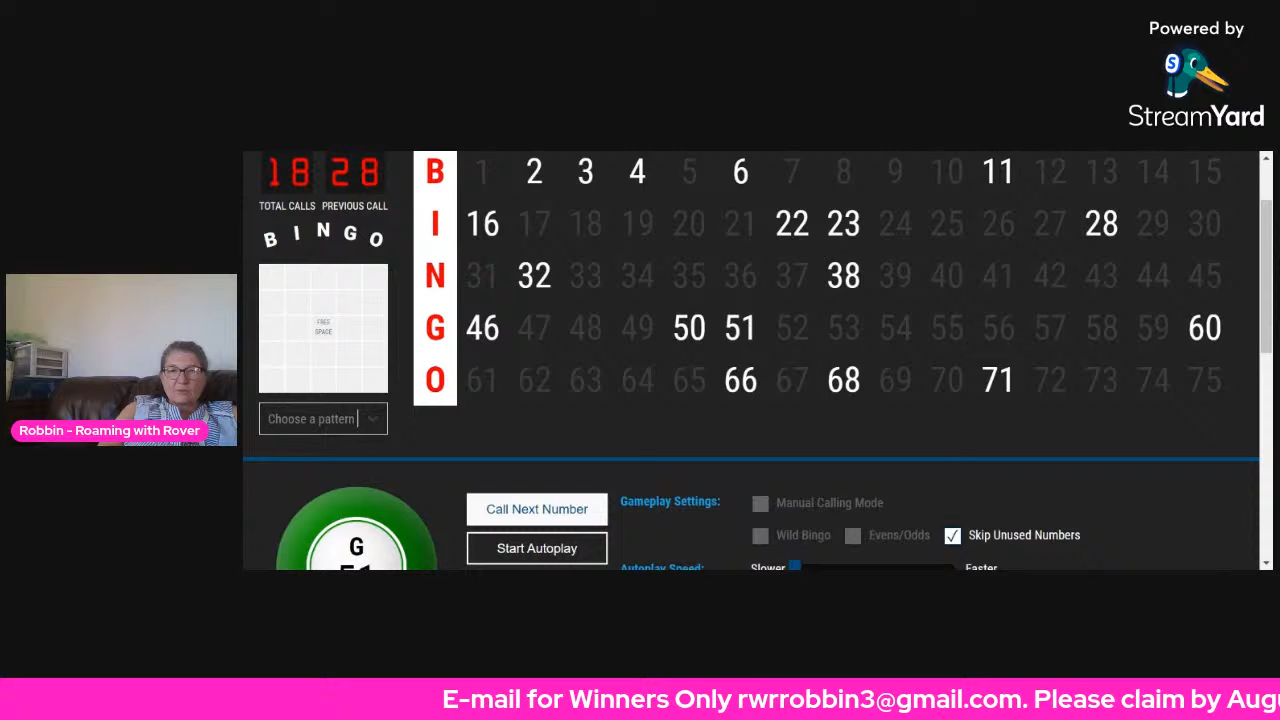 Powered by
S
StreamYard
18 28
TOTAL CALLS PREVIOUS CALL
BINGO
FREE
SPACE
Choose a pattern
B 1 2 3 4 5 6 7 8 9 10 11 12 13 14 15
I 16 17 18 19 20 21 22 23 24 25 26 27 28 29 30
N 31 32 33 34 35 36 37 38 39 40 41 42 43 44 45
G 46 47 48 49 50 51 52 53 54 55 56 57 58 59 60
O 61 62 63 64 65 66 67 68 69 70 71 72 73 74 75
Robbin - Roaming with Rover
G
51
Call Next Number
Start Autoplay
Gameplay Settings:
Manual Calling Mode
Wild Bingo Evens/Odds Skip Unused Numbers
Autoplay Speed:
Slower Faster
E-mail for Winners Only rwrrobbin3@gmail.com. Please claim by Aug